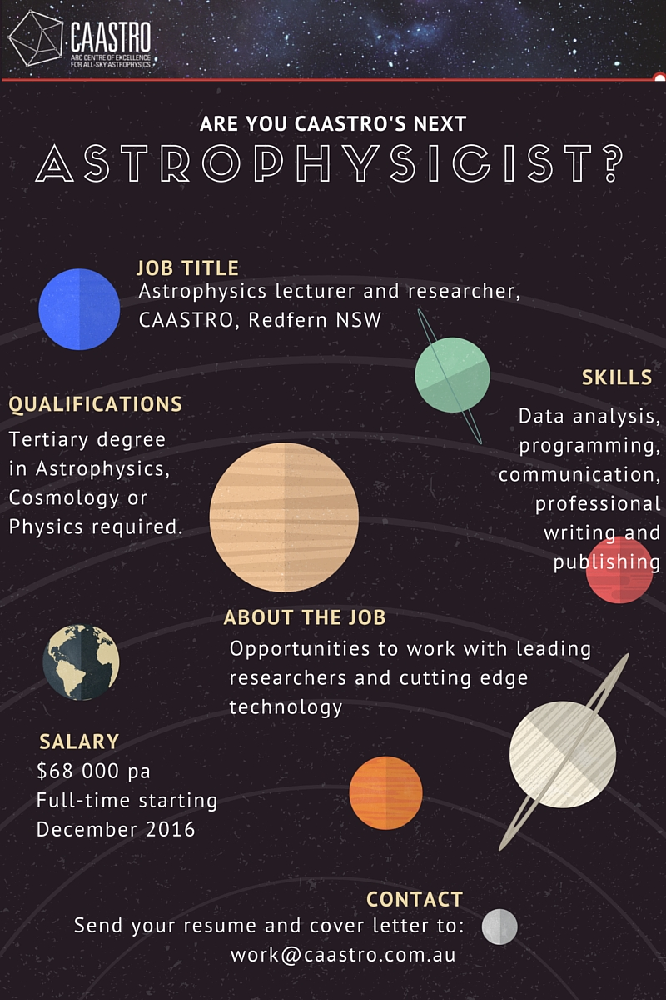 CAASTRO
ARC CENTRE OF EXCELLENCE
FOR ALL-SKY ASTROPHYSICS
ARE YOU CAASTRO'S NEXT
ASTROPHYSICIST?
JOB TITLE
Astrophysics lecturer and researcher,
CAASTRO, Redfern NSW
SKILLS
Data analysis,
programming,
communication,
professional
writing and
publishing
QUALIFICATIONS
Tertiary degree
in Astrophysics,
Cosmology or
Physics required.
ABOUT THE JOB
Opportunities to work with leading
researchers and cutting edge
technology
SALARY
$68 000 pa
Full-time starting
December 2016
CONTACT
Send your resume and cover letter to:
work@caastro.com.au